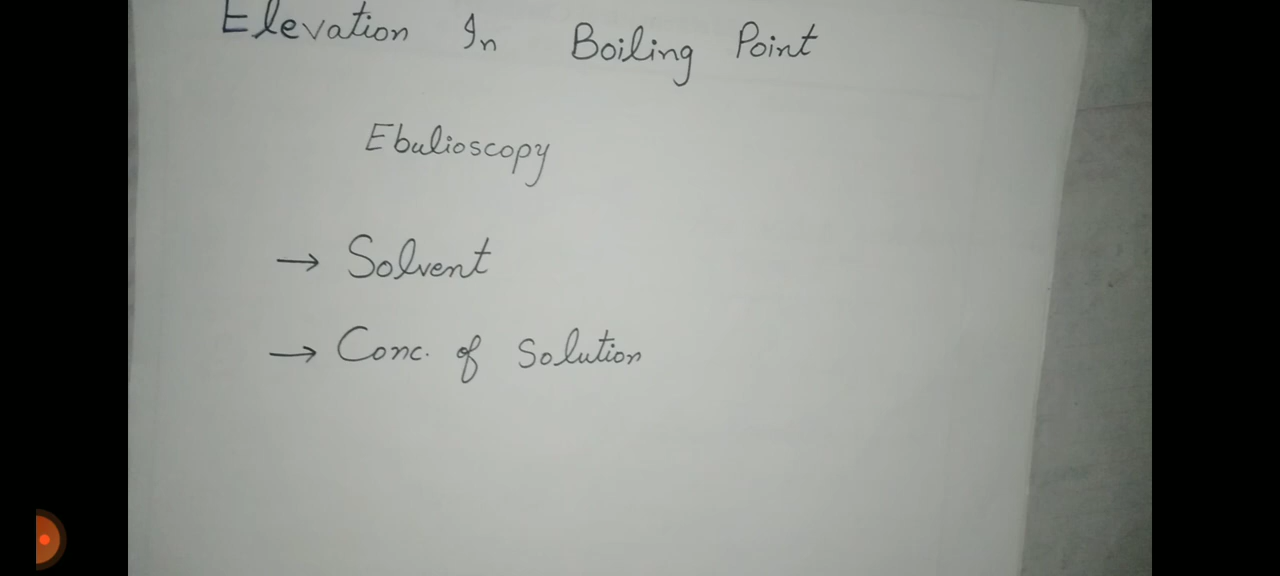 Elevation In Boiling Point
Ebulioscopy
→ Solvent
→ Conc. of Solution